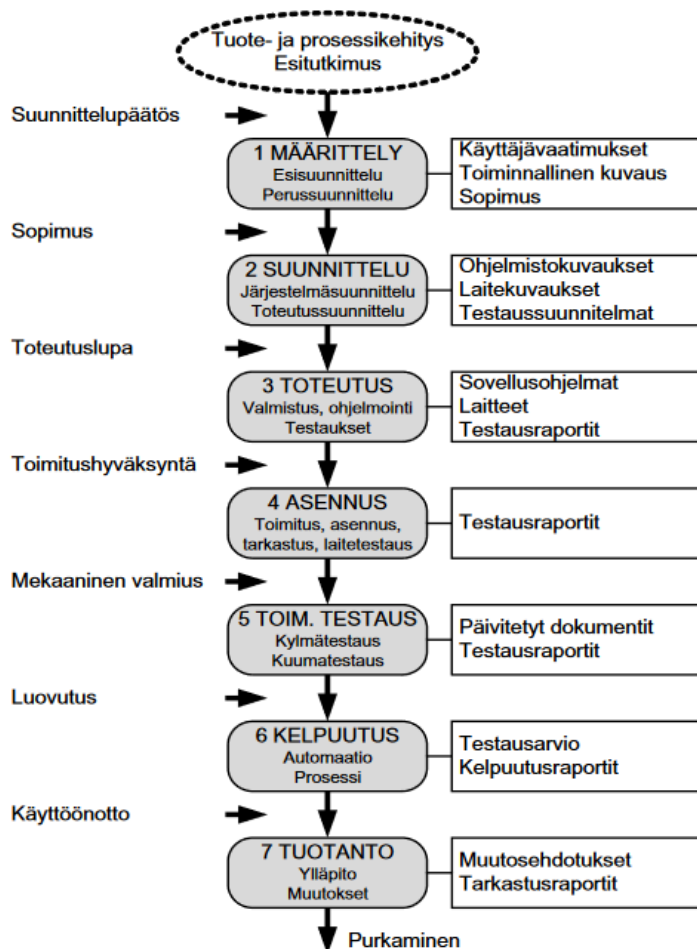 Tuote- ja prosessikehitys
Esitutkimus
Suunnittelupäätös
1 MÄÄRITTELY
Esisuunnittelu
Perussuunnittelu
Käyttäjävaatimukset
Toiminnallinen kuvaus
Sopimus
Sopimus
2 SUUNNITTELU
Järjestelmäsuunnittelu
Toteutussuunnittelu
Ohjelmistokuvaukset
Laitekuvaukset
Testaussuunnitelmat
Toteutuslupa
3 TOTEUTUS
Valmistus, ohjelmointi
Testaukset
Sovellusohjelmat
Laitteet
Testausraportit
Toimitushyväksyntä
4 ASENNUS
Toimitus, asennus,
tarkastus, laitetestaus
Testausraportit
Mekaaninen valmius
5 TOIM. TESTAUS
Kylmätestaus
Kuumatestaus
Päivitetyt dokumentit
Testausraportit
Luovutus
6 KELPUUTUS
Automaatio
Prosessi
Testausarvio
Kelpuutusraportit
Käyttöönotto
7 TUOTANTO
Ylläpito
Muutokset
Muutosehdotukset
Tarkastusraportit
Purkaminen